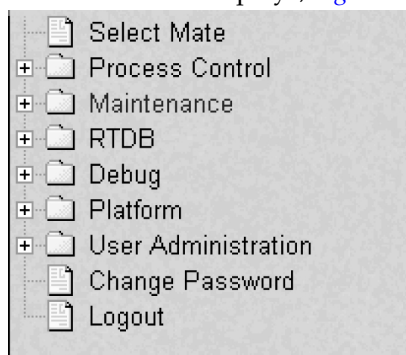 Select Mate
Process Control
Maintenance
RTDB
Debug
Platform
User Administration
Change Password
Logout